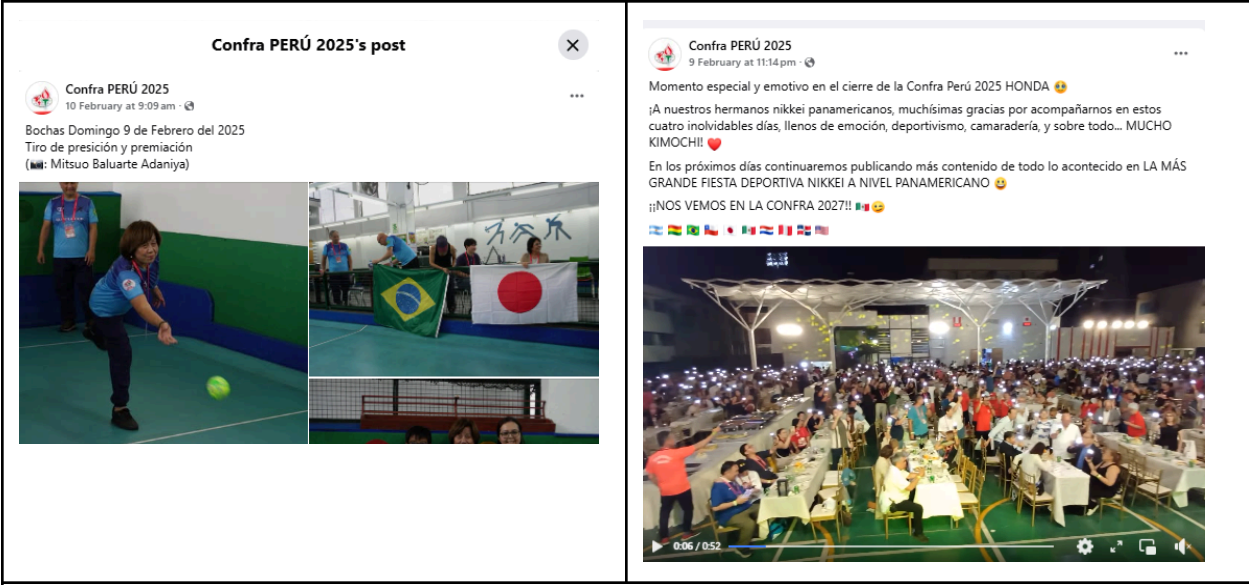 Confra PERÚ 2025's post
Confra PERÚ 2025
10 February at 9:09 am ·
Bochas Domingo 9 de Febrero del 2025
Tiro de presición y premiación
(📷: Mitsuo Baluarte Adaniya)
Confra PERÚ 2025
9 February at 11:14 pm ·
Momento especial y emotivo en el cierre de la Confra Perú 2025 HONDA 🥹
¡A nuestros hermanos nikkei panamericanos, muchísimas gracias por acompañarnos en estos
cuatro inolvidables días, llenos de emoción, deportivismo, camaradería, y sobre todo... MUCHO
KIMOCHI! ❤️
En los próximos días continuaremos publicando más contenido de todo lo acontecido en LA MÁS
GRANDE FIESTA DEPORTIVA NIKKEI A NIVEL PANAMERICANO 😃
¡¡NOS VEMOS EN LA CONFRA 2027!! 🇲🇽 😉
🇦🇷 🇧🇴 🇧🇷 🇨🇱 🇯🇵 🇲🇽 🇵🇾 🇵🇪 🇩🇴 🇺🇸
0:06 / 0:52